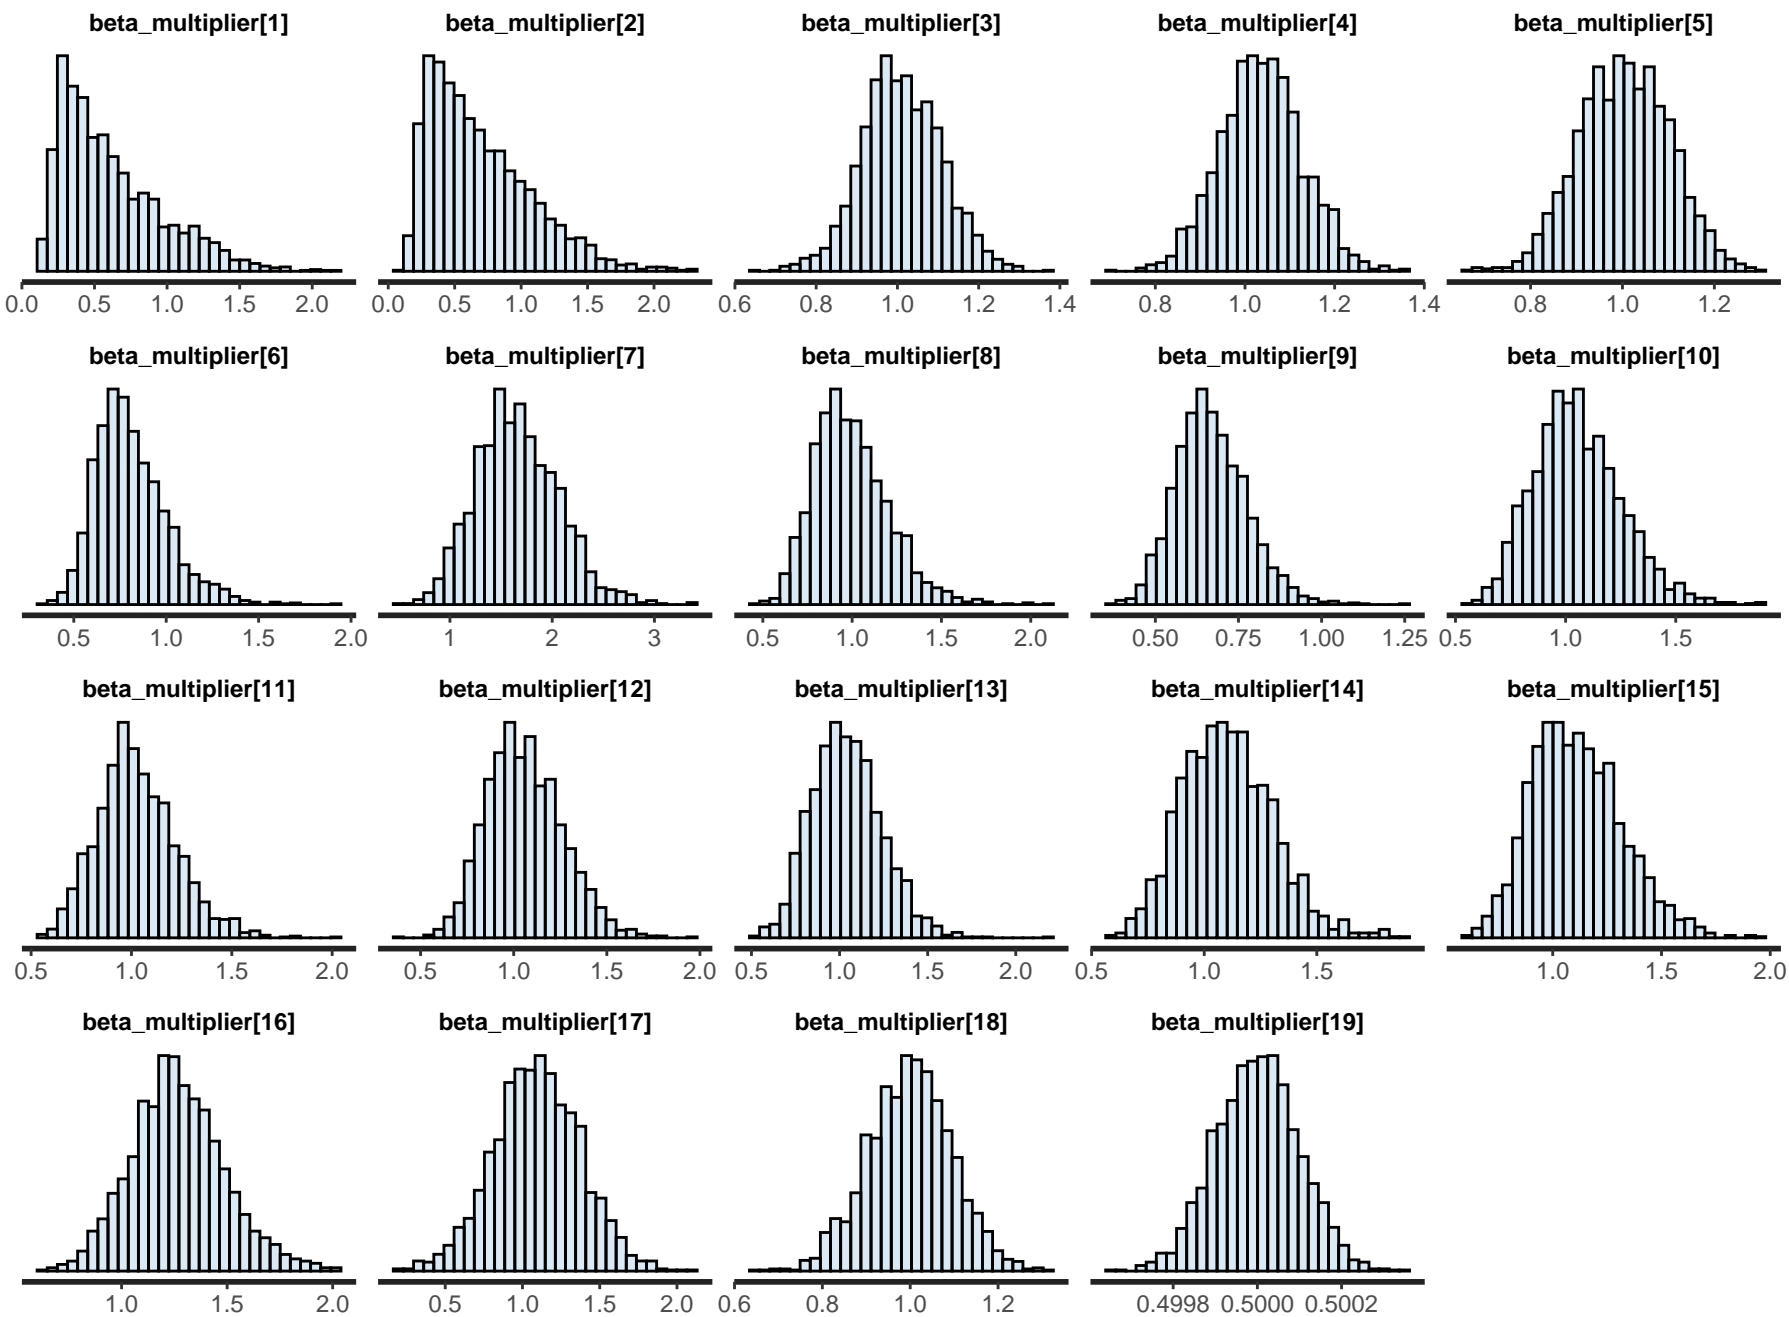 beta_multiplier[1] beta_multiplier[2] beta_multiplier[3] beta_multiplier[4] beta_multiplier[5]
0.0 0.5 1.0 1.5 2.0 0.0 0.5 1.0 1.5 2.0 0.6 0.8 1.0 1.2 1.4 0.8 1.0 1.2 1.4 0.8 1.0 1.2
beta_multiplier[6] beta_multiplier[7] beta_multiplier[8] beta_multiplier[9] beta_multiplier[10]
0.5 1.0 1.5 2.0 1 2 3 0.5 1.0 1.5 2.0 0.50 0.75 1.00 1.25 0.5 1.0 1.5
beta_multiplier[11] beta_multiplier[12] beta_multiplier[13] beta_multiplier[14] beta_multiplier[15]
0.5 1.0 1.5 2.0 0.5 1.0 1.5 2.0 0.5 1.0 1.5 2.0 0.5 1.0 1.5 1.0 1.5 2.0
beta_multiplier[16] beta_multiplier[17] beta_multiplier[18] beta_multiplier[19]
1.0 1.5 2.0 0.5 1.0 1.5 2.0 0.6 0.8 1.0 1.2 0.4998 0.5000 0.5002